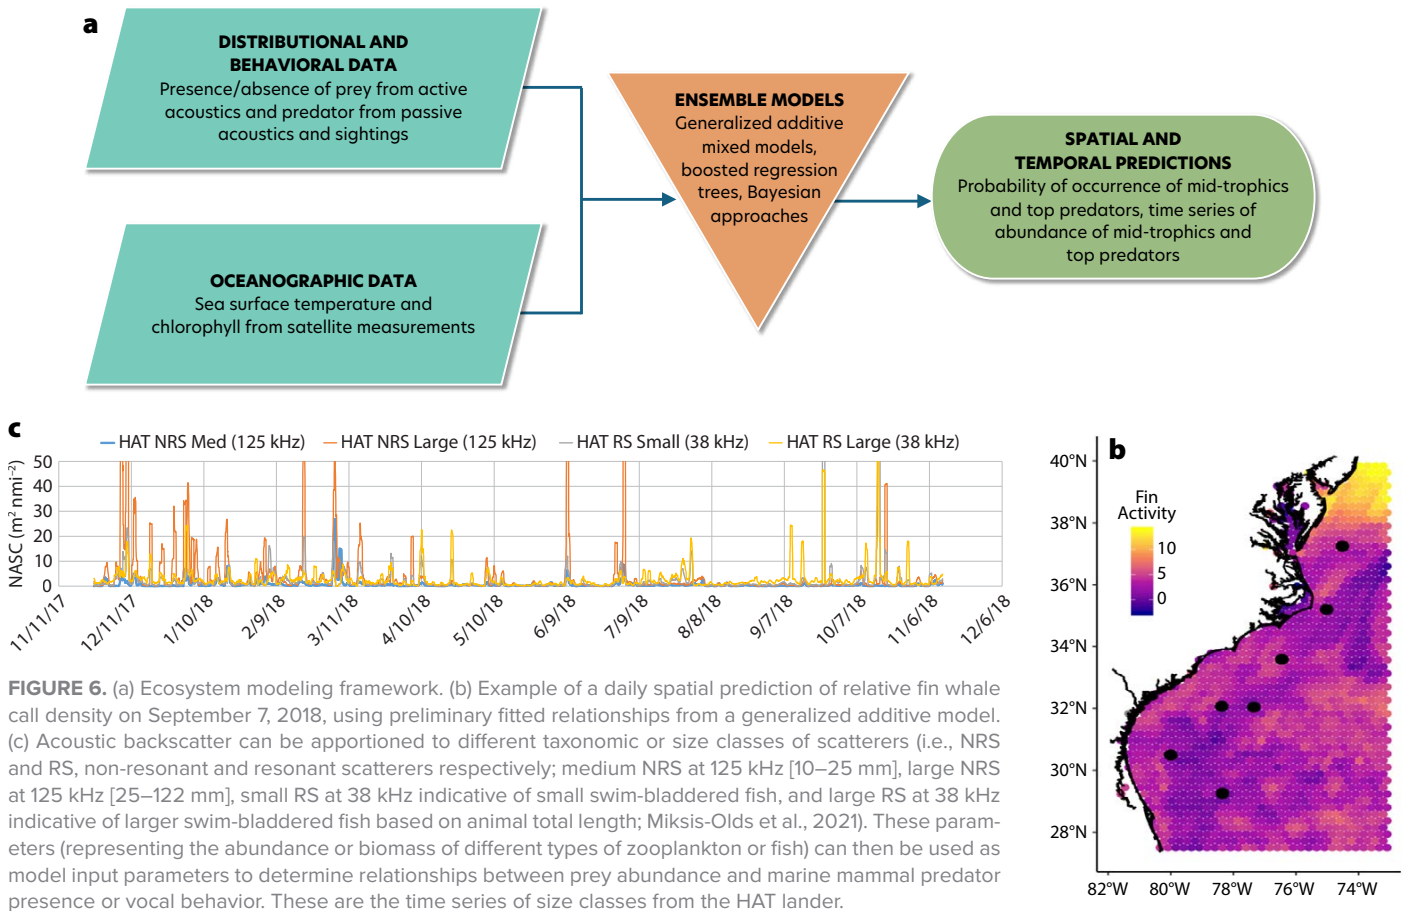 a
DISTRIBUTIONAL AND
BEHAVIORAL DATA
Presence/absence of prey from active
acoustics and predator from passive
acoustics and sightings
OCEANOGRAPHIC DATA
Sea surface temperature and
chlorophyll from satellite measurements
ENSEMBLE MODELS
Generalized additive
mixed models,
boosted regression
trees, Bayesian
approaches
SPATIAL AND
TEMPORAL PREDICTIONS
Probability of occurrence of mid-trophics
and top predators, time series of
abundance of mid-trophics and
top predators
c
HAT NRS Med (125 kHz) HAT NRS Large (125 kHz) HAT RS Small (38 kHz) HAT RS Large (38 kHz)
NASC (m² nmi⁻²)
50
40
30
20
10
0
11/11/17 12/11/17 1/10/18 2/9/18 3/11/18 4/10/18 5/10/18 6/9/18 7/9/18 8/8/18 9/7/18 10/7/18 11/6/18 12/6/18
b
Fin
Activity
10
5
0
40°N
38°N
36°N
34°N
32°N
30°N
28°N
82°W 80°W 78°W 76°W 74°W
FIGURE 6. (a) Ecosystem modeling framework. (b) Example of a daily spatial prediction of relative fin whale
call density on September 7, 2018, using preliminary fitted relationships from a generalized additive model.
(c) Acoustic backscatter can be apportioned to different taxonomic or size classes of scatterers (i.e., NRS
and RS, non-resonant and resonant scatterers respectively; medium NRS at 125 kHz [10–25 mm], large NRS
at 125 kHz [25–122 mm], small RS at 38 kHz indicative of small swim-bladdered fish, and large RS at 38 kHz
indicative of larger swim-bladdered fish based on animal total length; Miksis-Olds et al., 2021). These param-
eters (representing the abundance or biomass of different types of zooplankton or fish) can then be used as
model input parameters to determine relationships between prey abundance and marine mammal predator
presence or vocal behavior. These are the time series of size classes from the HAT lander.